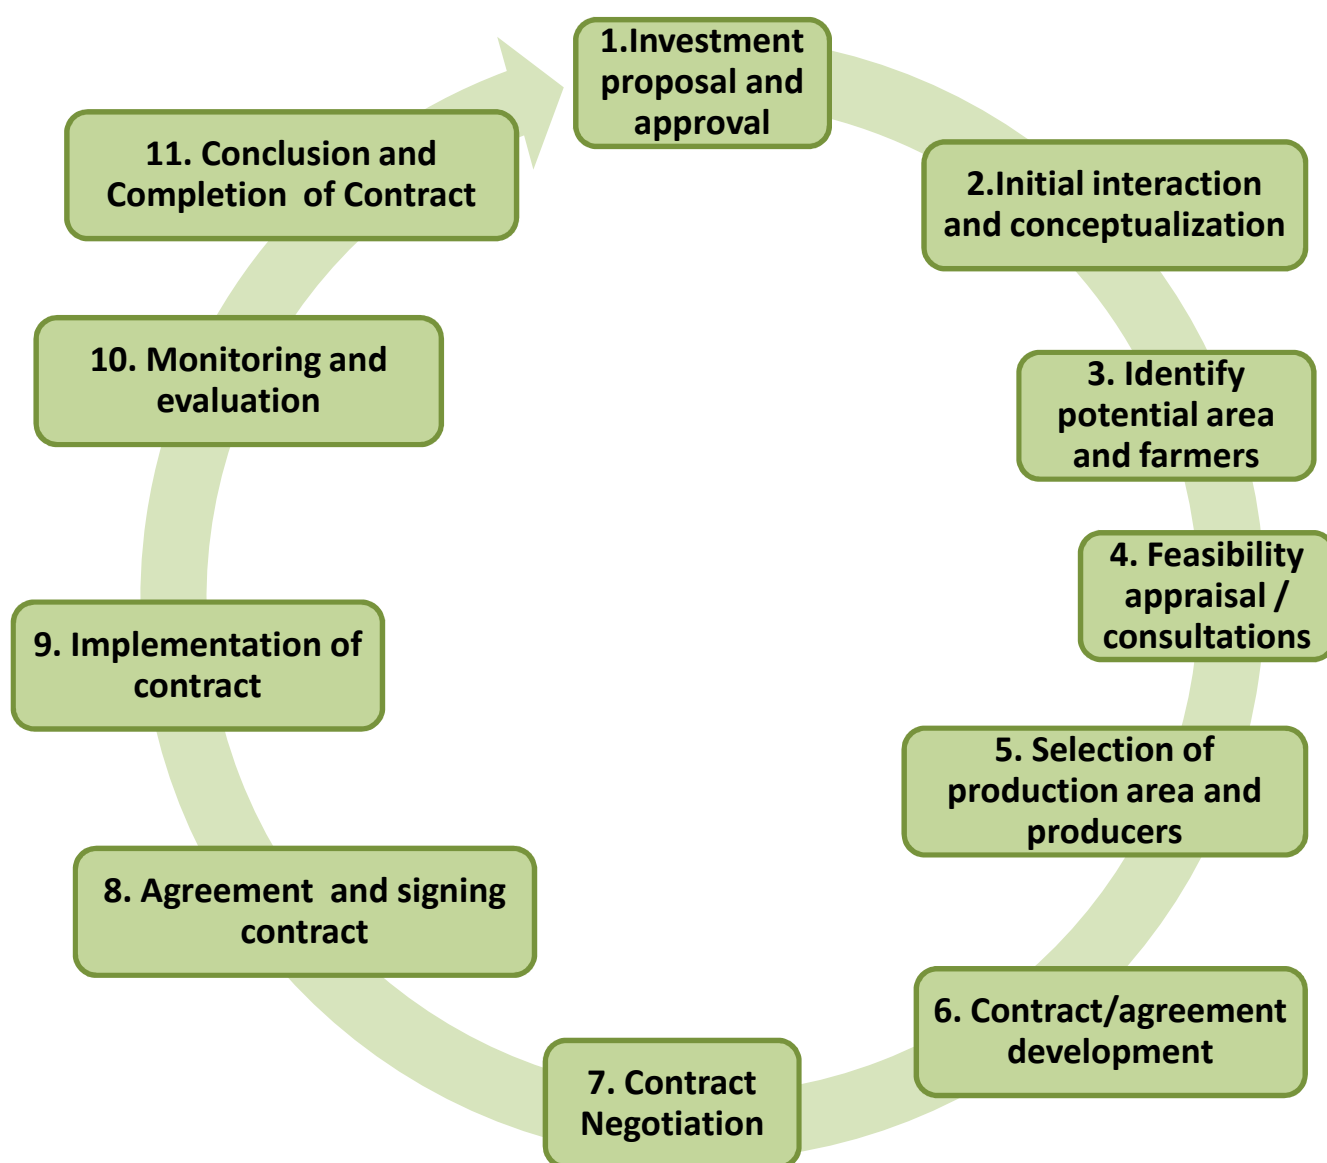 1.Investment
proposal and
approval
2.Initial interaction
and conceptualization
3. Identify
potential area
and farmers
4. Feasibility
appraisal /
consultations
5. Selection of
production area and
producers
6. Contract/agreement
development
7. Contract
Negotiation
8. Agreement  and signing
contract
9. Implementation of
contract
10. Monitoring and
evaluation
11. Conclusion and
Completion  of Contract